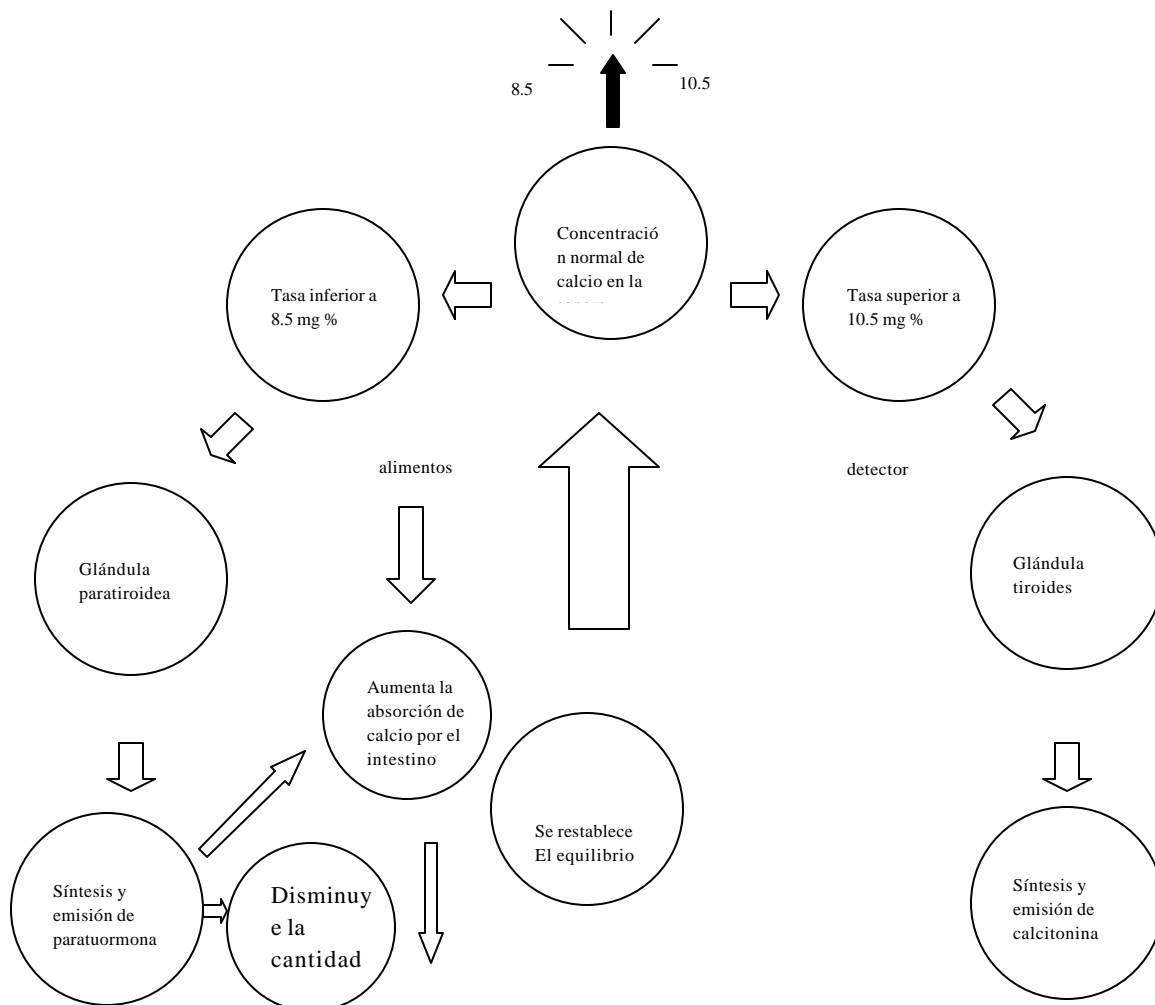 8.5
10.5
Concentració
n normal de
calcio en la
Tasa inferior a
8.5 mg %
Tasa superior a
10.5 mg %
alimentos
detector
Glándula
paratiroidea
Glándula
tiroides
Aumenta la
absorción de
calcio por el
intestino
Se restablece
El equilibrio
Síntesis y
emisión de
paratuormona
Disminuy
e la
cantidad
Síntesis y
emisión de
calcitonina